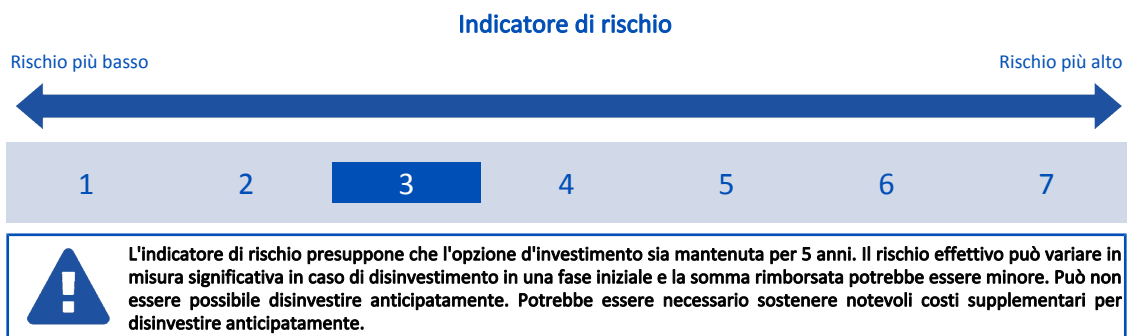 Indicatore di rischio
Rischio più basso Rischio più alto
1 2 3 4 5 6 7
L'indicatore di rischio presuppone che l'opzione d'investimento sia mantenuta per 5 anni. Il rischio effettivo può variare in
misura significativa in caso di disinvestimento in una fase iniziale e la somma rimborsata potrebbe essere minore. Può non
essere possibile disinvestire anticipatamente. Potrebbe essere necessario sostenere notevoli costi supplementari per
disinvestire anticipatamente.